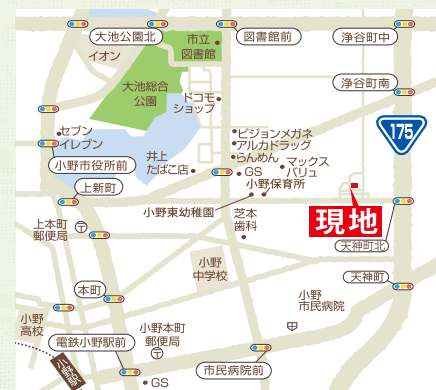 大池公園北
市立
図書館
図書館前
浄谷町中
イオン
大池総合
公園
ドコモ
ショップ
浄谷町南
セブン
イレブン
ビジョンメガネ
アルカドラッグ
らんめん
GS
マックス
バリュ
175
小野市役所前
井上
たばこ店
上新町
小野保育所
小野東幼稚園
芝本
歯科
現地
上本町
郵便局
天神町北
小野
中学校
天神町
本町
小野
市民病院
小野
高校
電鉄小野駅前
小野本町
郵便局
小野駅
市民病院前
GS